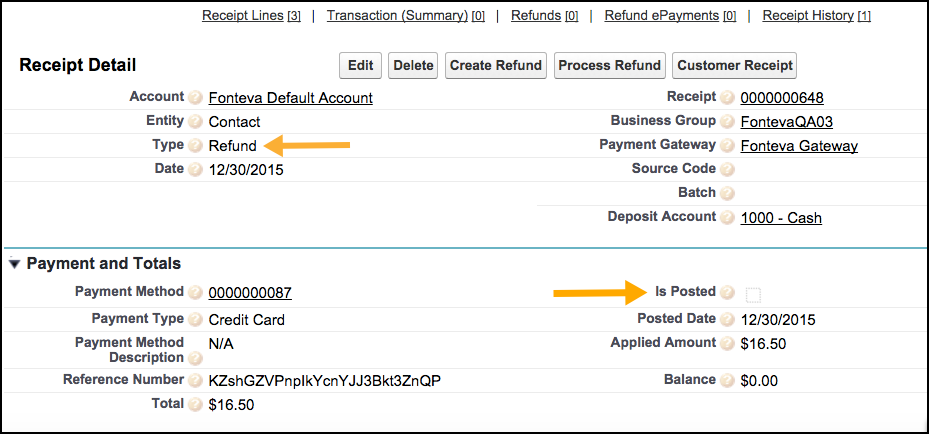 Receipt Lines [3] | Transaction (Summary) [0] | Refunds [0] | Refund ePayments [0] | Receipt History [1]
Receipt Detail
Edit Delete Create Refund Process Refund Customer Receipt
Account ? Fonteva Default Account Receipt ? 0000000648
Entity ? Contact Business Group ? FontevaQA03
Type ? Refund Payment Gateway ? Fonteva Gateway
Date ? 12/30/2015 Source Code ?
Batch ?
Deposit Account ? 1000 - Cash
Payment and Totals
Payment Method ? 0000000087 Is Posted ?
Payment Type ? Credit Card Posted Date ? 12/30/2015
Payment Method Description ? N/A Applied Amount ? $16.50
Reference Number ? KZshGZVPnpIkYcnYJJ3Bkt3ZnQP Balance ? $0.00
Total ? $16.50